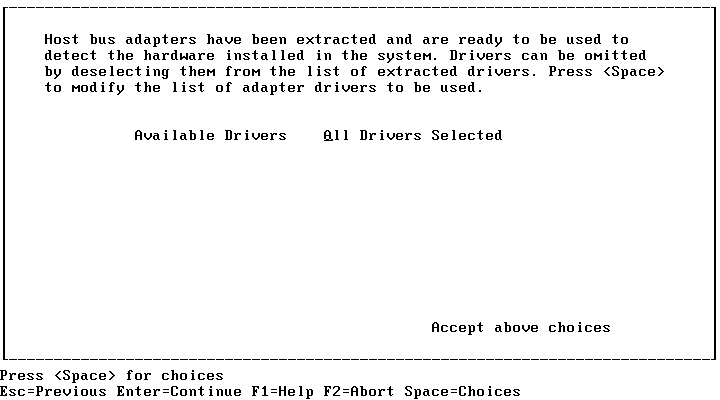 Host bus adapters have been extracted and are ready to be used to
detect the hardware installed in the system. Drivers can be omitted
by deselecting them from the list of extracted drivers. Press <Space>
to modify the list of adapter drivers to be used.
Available Drivers All Drivers Selected
Accept above choices
Press <Space> for choices
Esc=Previous Enter=Continue F1=Help F2=Abort Space=Choices